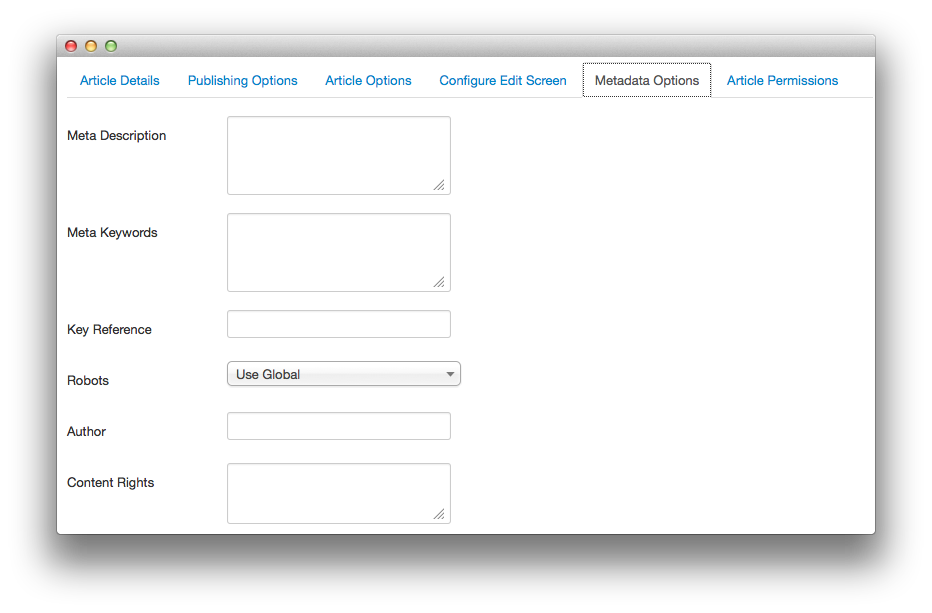 Article Details Publishing Options Article Options Configure Edit Screen Metadata Options Article Permissions
Meta Description
Meta Keywords
Key Reference
Robots Use Global
Author
Content Rights